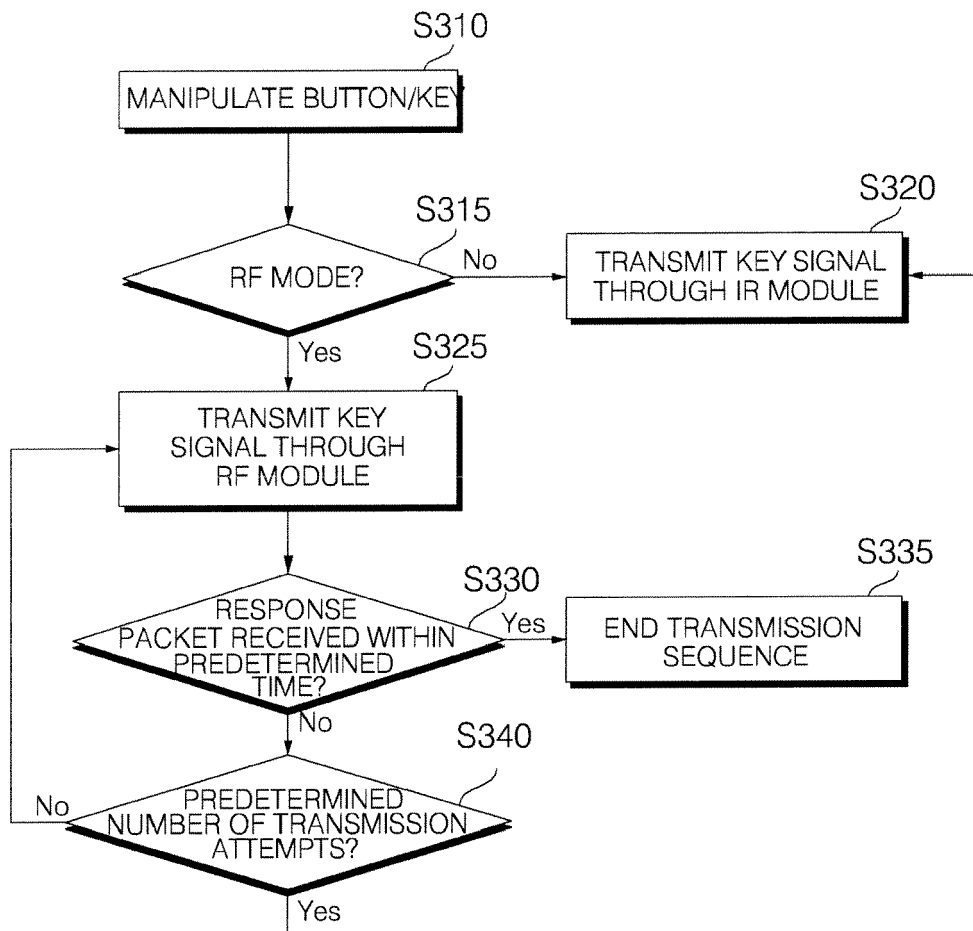 S310
MANIPULATE BUTTON/KEY
S315
RF MODE?
No
S320
TRANSMIT KEY SIGNAL
THROUGH IR MODULE
Yes
S325
TRANSMIT KEY
SIGNAL THROUGH
RF MODULE
S330
RESPONSE
PACKET RECEIVED WITHIN
PREDETERMINED
TIME?
Yes
S335
END TRANSMISSION
SEQUENCE
No
S340
PREDETERMINED
NUMBER OF TRANSMISSION
ATTEMPTS?
No
Yes